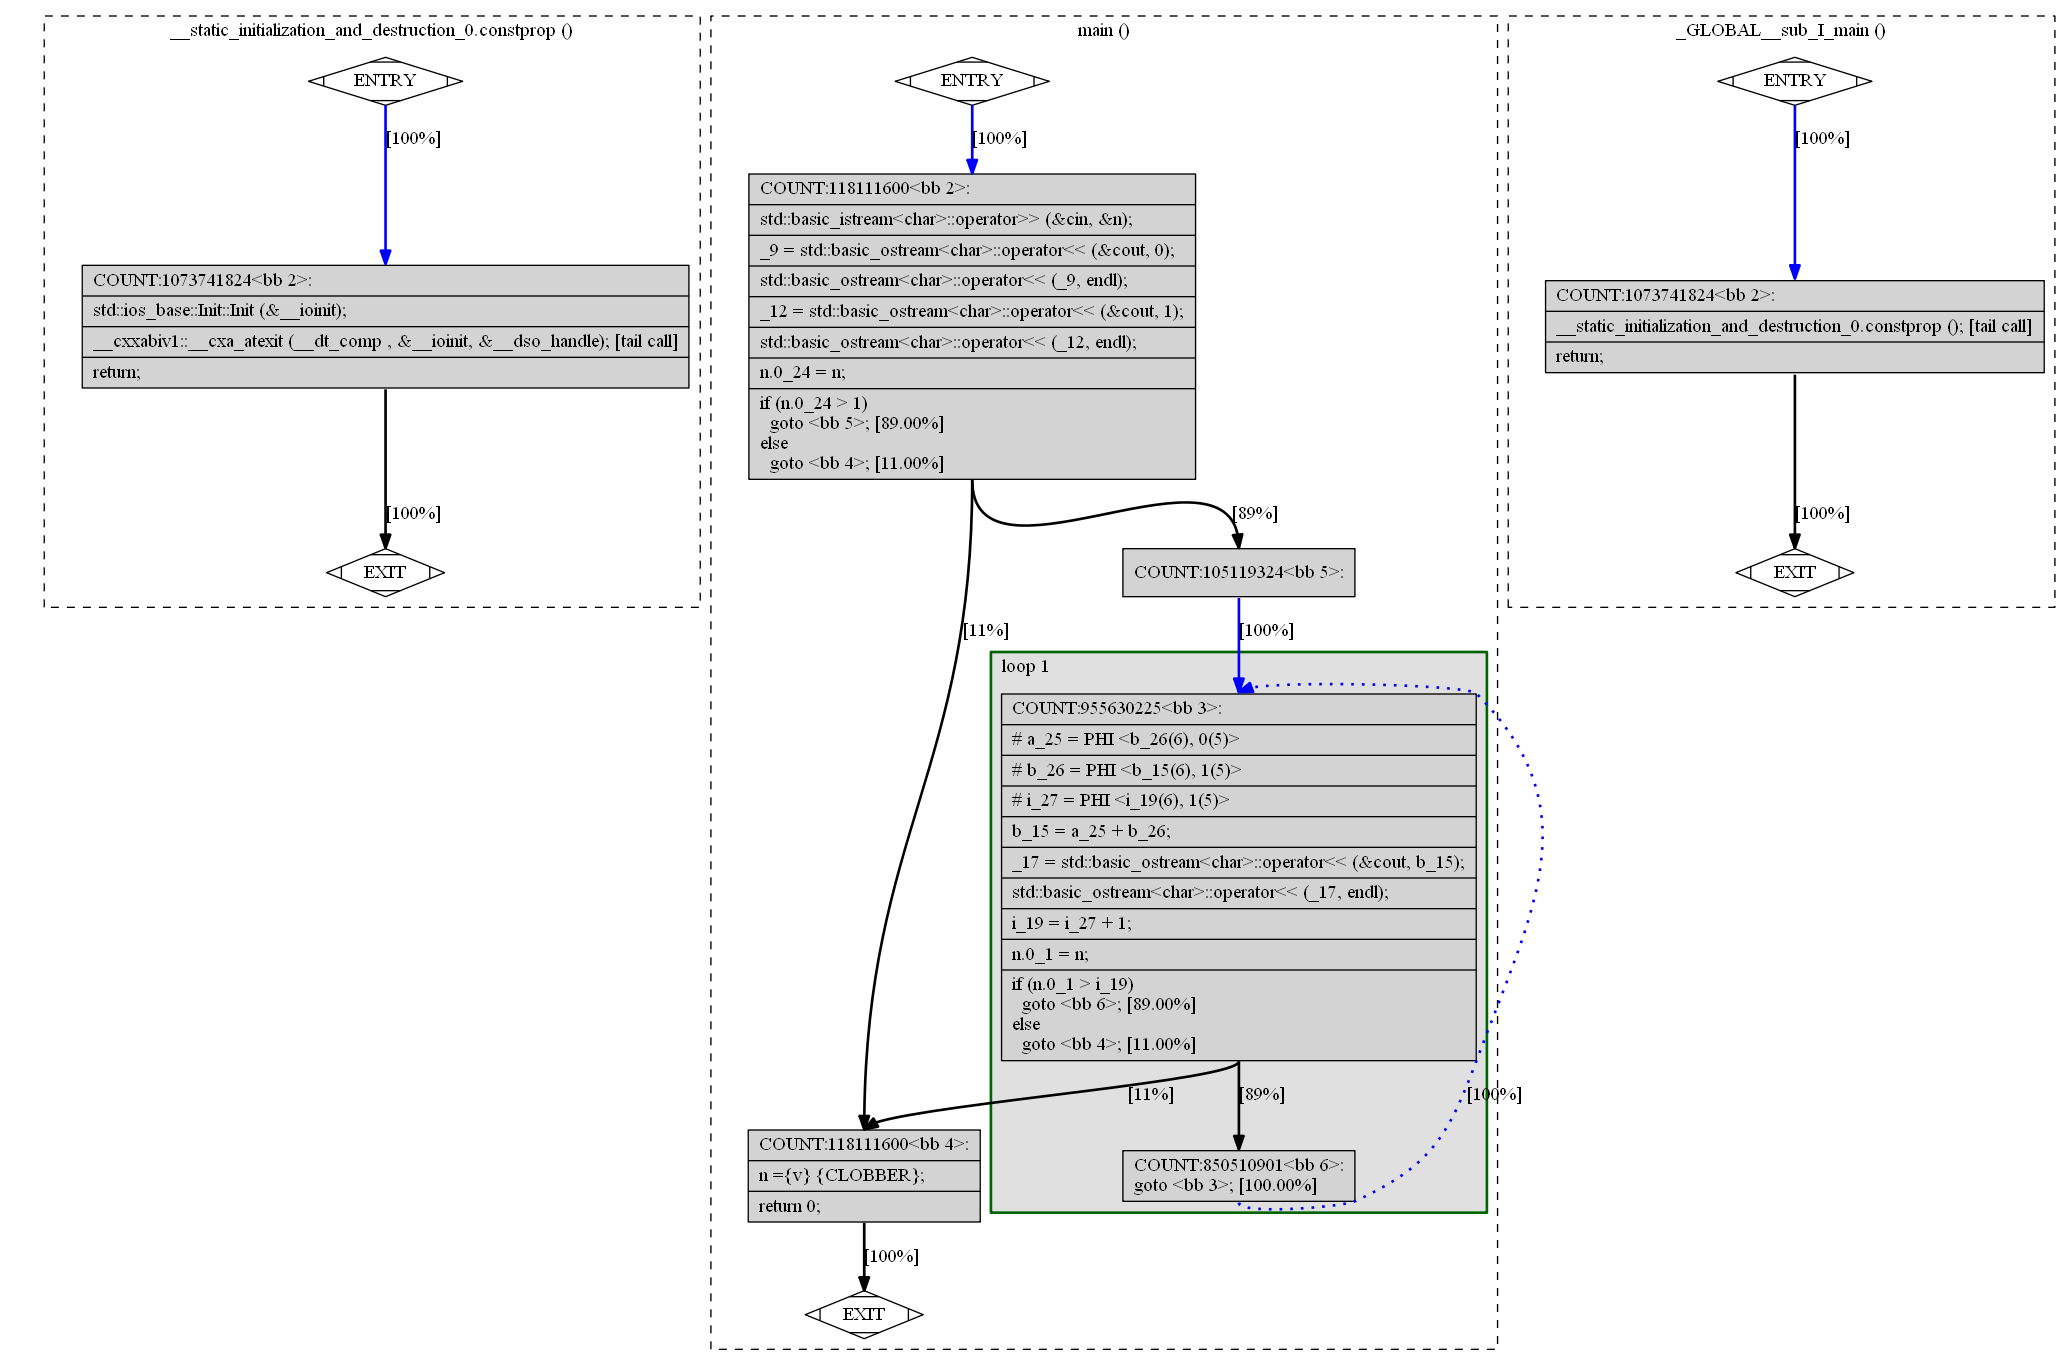 __static_initialization_and_destruction_0.constprop ()
ENTRY
[100%]
COUNT:1073741824<bb 2>:
std::ios_base::Init::Init (&__ioinit);
__cxxabiv1::__cxa_atexit (__dt_comp , &__ioinit, &__dso_handle); [tail call]
return;
[100%]
EXIT
main ()
ENTRY
[100%]
COUNT:118111600<bb 2>:
std::basic_istream<char>::operator>> (&cin, &n);
_9 = std::basic_ostream<char>::operator<< (&cout, 0);
std::basic_ostream<char>::operator<< (_9, endl);
_12 = std::basic_ostream<char>::operator<< (&cout, 1);
std::basic_ostream<char>::operator<< (_12, endl);
n.0_24 = n;
if (n.0_24 > 1)
goto <bb 5>; [89.00%]
else
goto <bb 4>; [11.00%]
[89%]
COUNT:105119324<bb 5>:
[11%]
[100%]
loop 1
COUNT:955630225<bb 3>:
# a_25 = PHI <b_26(6), 0(5)>
# b_26 = PHI <b_15(6), 1(5)>
# i_27 = PHI <i_19(6), 1(5)>
b_15 = a_25 + b_26;
_17 = std::basic_ostream<char>::operator<< (&cout, b_15);
std::basic_ostream<char>::operator<< (_17, endl);
i_19 = i_27 + 1;
n.0_1 = n;
if (n.0_1 > i_19)
goto <bb 6>; [89.00%]
else
goto <bb 4>; [11.00%]
[11%]
[89%]
[100%]
COUNT:118111600<bb 4>:
n ={v} {CLOBBER};
return 0;
COUNT:850510901<bb 6>:
goto <bb 3>; [100.00%]
[100%]
EXIT
_GLOBAL__sub_I_main ()
ENTRY
[100%]
COUNT:1073741824<bb 2>:
__static_initialization_and_destruction_0.constprop (); [tail call]
return;
[100%]
EXIT